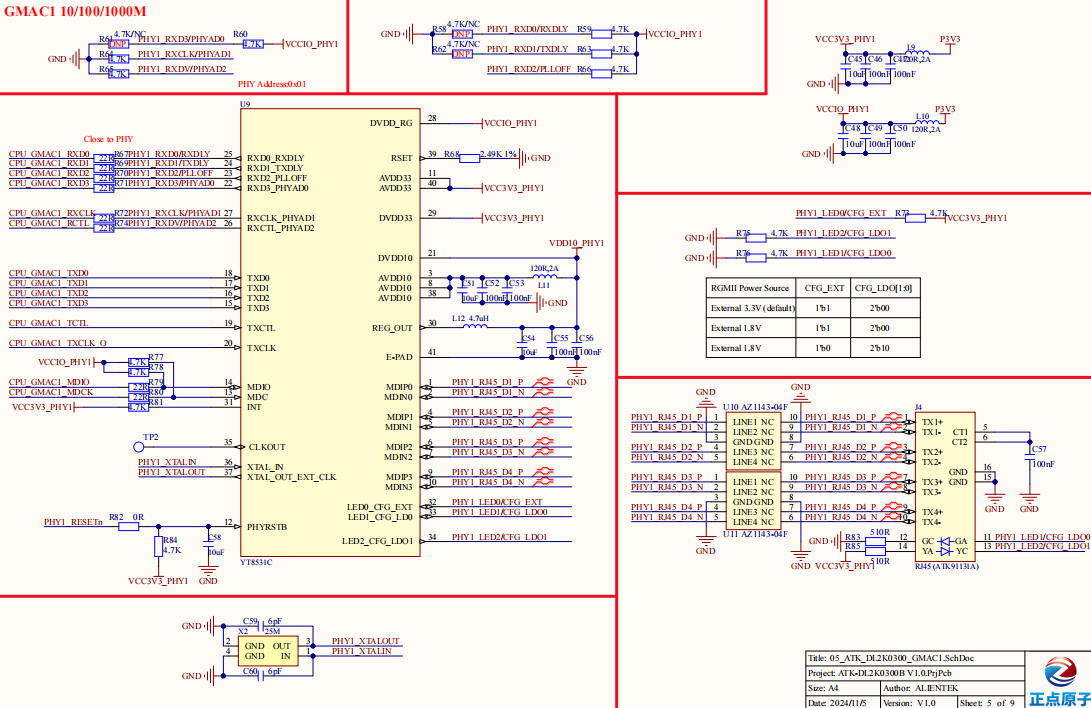 GMAC1 10/100/1000M
4.7K/NC
R61 DNP PHY1_RXD3/PHYAD0 R60 4.7K VCCIO_PHY1
GND R64 4.7K PHY1_RXCLK/PHYAD1
R65 4.7K PHY1_RXDV/PHYAD2
PHY Address:0x01
4.7K/NC
GND R58 DNP PHY1_RXD0/RXDLY R59 4.7K VCCIO_PHY1
4.7K/NC
R62 DNP PHY1_RXD1/TXDLY R63 4.7K
PHY1_RXD2/PLLOFF R66 4.7K
VCC3V3_PHY1 L9 P3V3
C45 C46 C47 120R,2A
10uF 100nF 100nF
GND
VCCIO_PHY1 L10 P3V3
C48 C49 C50 120R,2A
10uF 100nF 100nF
GND
U9
Close to PHY
CPU_GMAC1_RXD0 22R R67 PHY1_RXD0/RXDLY 25 RXD0_RXDLY
CPU_GMAC1_RXD1 22R R69 PHY1_RXD1/TXDLY 24 RXD1_TXDLY
CPU_GMAC1_RXD2 22R R70 PHY1_RXD2/PLLOFF 23 RXD2_PLLOFF
CPU_GMAC1_RXD3 22R R71 PHY1_RXD3/PHYAD0 22 RXD3_PHYAD0
CPU_GMAC1_RXCLK 22R R72 PHY1_RXCLK/PHYAD1 27 RXCLK_PHYAD1
CPU_GMAC1_RCTL 22R R74 PHY1_RXDV/PHYAD2 26 RXCTL_PHYAD2
CPU_GMAC1_TXD0 18 TXD0
CPU_GMAC1_TXD1 17 TXD1
CPU_GMAC1_TXD2 16 TXD2
CPU_GMAC1_TXD3 15 TXD3
CPU_GMAC1_TCTL 19 TXCTL
CPU_GMAC1_TXCLK_O 20 TXCLK
VCCIO_PHY1 4.7K R77
4.7K R78
CPU_GMAC1_MDIO 22R R79 14 MDIO
CPU_GMAC1_MDCK 22R R80 13 MDC
VCC3V3_PHY1 4.7K R81 31 INT
TP2 35 CLKOUT
PHY1_XTALIN 36 XTAL_IN
PHY1_XTALOUT 37 XTAL_OUT_EXT_CLK
PHY1_RESETn R82 0R 12 PHYRSTB
R84 4.7K C58 10uF
VCC3V3_PHY1 GND
YT8531C
DVDD_RG 28 VCCIO_PHY1
RSET 39 R68 2.49K 1% GND
AVDD33 11
AVDD33 40 VCC3V3_PHY1
DVDD33 29 VCC3V3_PHY1
VDD10_PHY1
DVDD10 21
AVDD10 3 120R,2A
AVDD10 8 C51 C52 C53 L11
AVDD10 38 10uF 100nF 100nF GND
REG_OUT 30 L12 4.7uH
C54 C55 C56
10uF 100nF 100nF
E-PAD 41
GND
MDIP0 1 PHY1_RJ45_D1_P
MDIN0 2 PHY1_RJ45_D1_N
MDIP1 4 PHY1_RJ45_D2_P
MDIN1 5 PHY1_RJ45_D2_N
MDIP2 6 PHY1_RJ45_D3_P
MDIN2 7 PHY1_RJ45_D3_N
MDIP3 9 PHY1_RJ45_D4_P
MDIN3 10 PHY1_RJ45_D4_N
LED0_CFG_EXT 32 PHY1_LED0/CFG_EXT
LED1_CFG_LD0 33 PHY1_LED1/CFG_LDO0
LED2_CFG_LDO1 34 PHY1_LED2/CFG_LDO1
PHY1_LED0/CFG_EXT R73 4.7K VCC3V3_PHY1
GND R75 4.7K PHY1_LED2/CFG_LDO1
GND R76 4.7K PHY1_LED1/CFG_LDO0
RGMII Power Source CFG_EXT CFG_LDO[1:0]
External 3.3V (default) 1'b1 2'b00
External 1.8V 1'b1 2'b00
External 1.8V 1'b0 2'b10
GND GND
U10 AZ1143-04F J4
PHY1_RJ45_D1_P 1 LINE1 NC 10 PHY1_RJ45_D1_P 1 TX1+
PHY1_RJ45_D1_N 2 LINE2 NC 9 PHY1_RJ45_D1_N 2 TX1-
3 GND GND 8
PHY1_RJ45_D2_P 4 LINE3 NC 7 PHY1_RJ45_D2_P 3 TX2+
PHY1_RJ45_D2_N 5 LINE4 NC 6 PHY1_RJ45_D2_N 4 TX2-
PHY1_RJ45_D3_P 1 LINE1 NC 10 PHY1_RJ45_D3_P 7 TX3+
PHY1_RJ45_D3_N 2 LINE2 NC 9 PHY1_RJ45_D3_N 8 TX3-
3 GND GND 8
PHY1_RJ45_D4_P 4 LINE3 NC 7 PHY1_RJ45_D4_P 9 TX4+
PHY1_RJ45_D4_N 5 LINE4 NC 6 PHY1_RJ45_D4_N 10 TX4-
U11 AZ1143-04F
GND GND
CT1 5
CT2 6
C57 100nF
GND 16
GND 15
GND GND
510R
GND R83 12 GC GA 11 PHY1_LED1/CFG_LDO0
R85 14 YA YC 13 PHY1_LED2/CFG_LDO1
VCC3V3_PHY1 510R RJ45 (ATK9113IA)
GND C59 6pF
X2 25M
2 GND OUT 3 PHY1_XTALOUT
4 GND IN 1 PHY1_XTALIN
GND C60 6pF
Title: 05_ATK_DL2K0300_GMAC1.SchDoc
Project: ATK-DL2K0300B V1.0.PrjPcb
Size: A4 Author: ALIENTEK
Date: 2024/11/5 Version: V1.0 Sheet: 5 of 9
正点原子